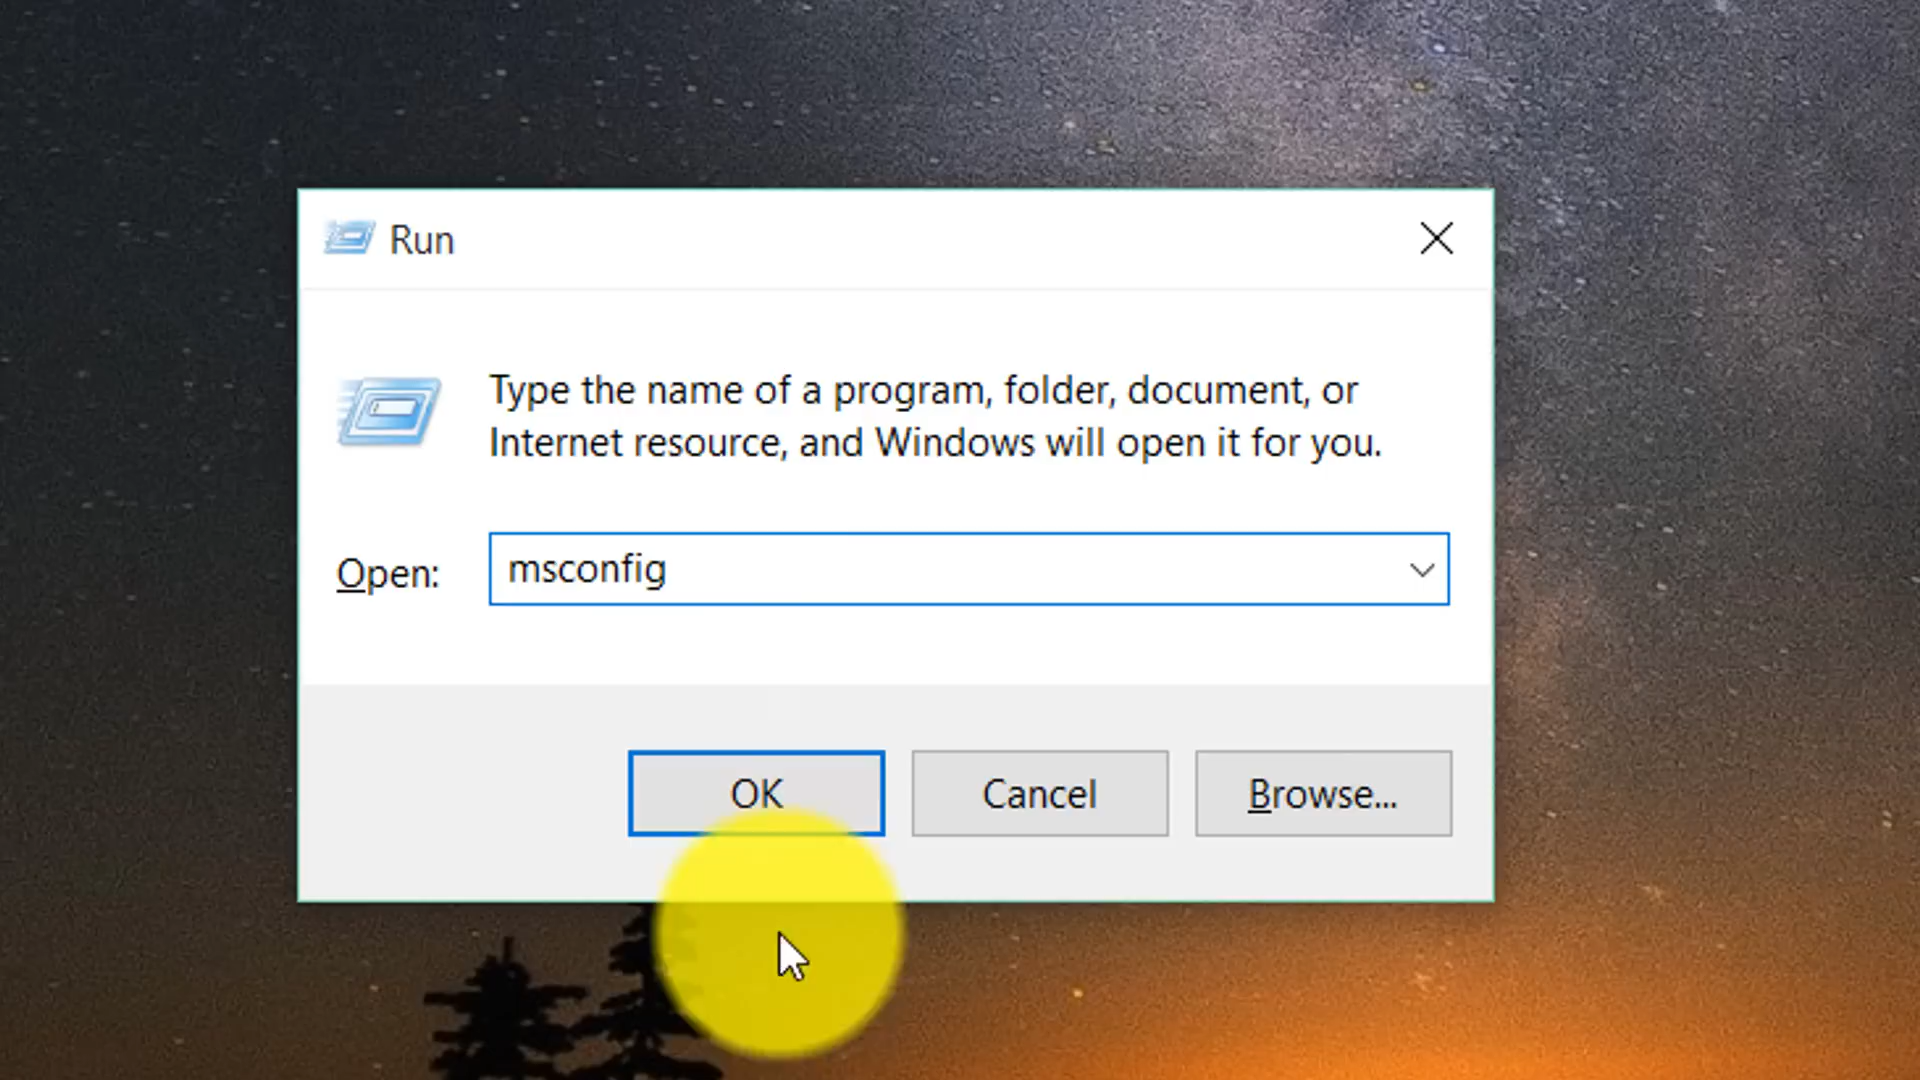 Run
Type the name of a program, folder, document, or
Internet resource, and Windows will open it for you.
Open: msconfig
OK Cancel Browse...